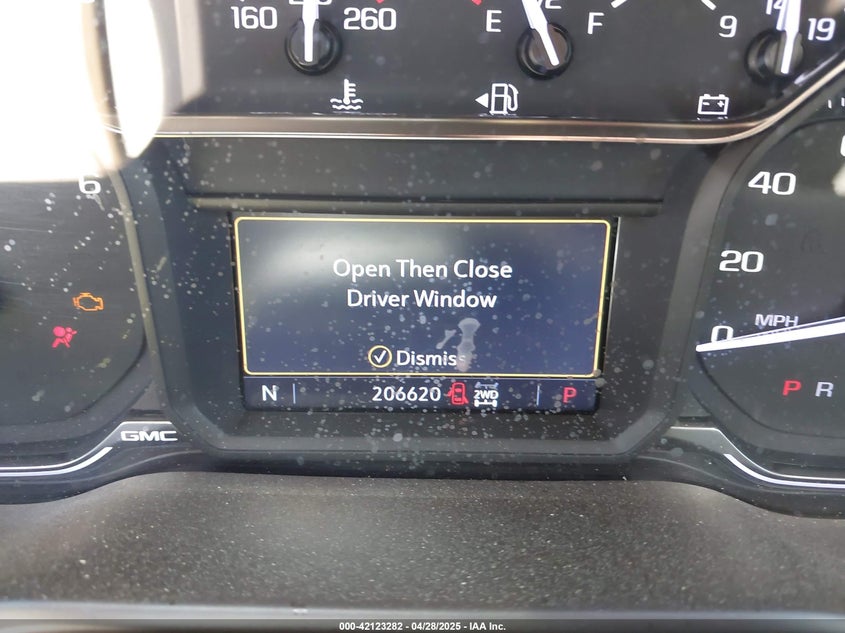 160 260 E F 9 14 19
6
40
20
0
MPH
Open Then Close
Driver Window
Dismiss
N 206620 2WD P
P R
GMC
000-42123282 - 04/28/2025 - IAA Inc.